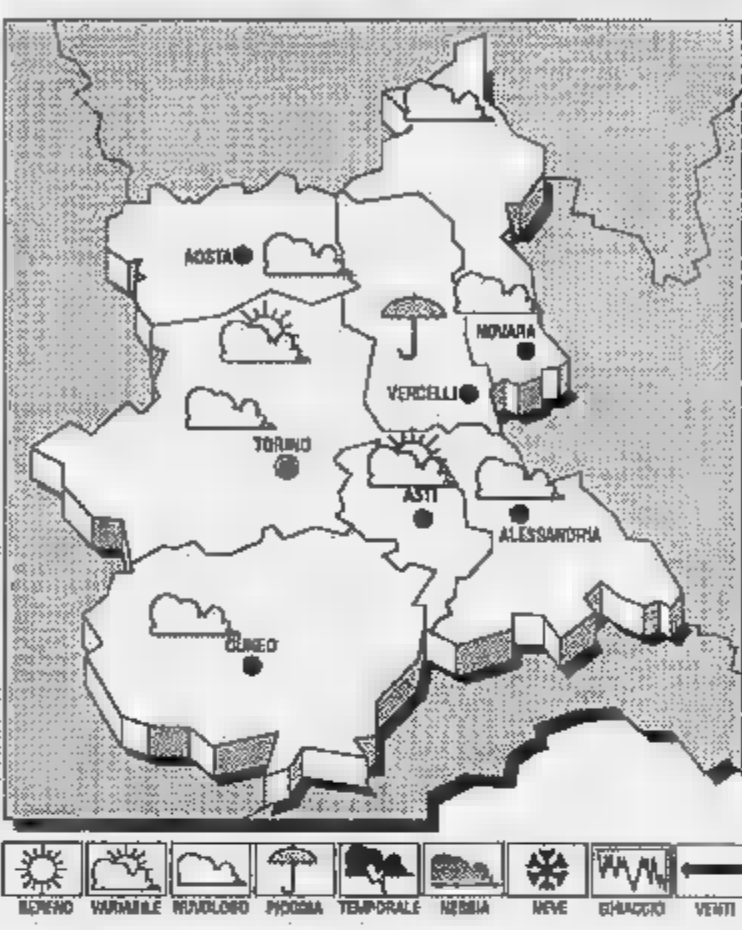 AOSTA
NOVARA
VERCELLI
TORINO
ASTI
ALESSANDRIA
CUNEO
SERENO VARIABILE NUVOLOSO PIOGGIA TEMPORALE NEBBIA NEVE GHIACCIO VENTI